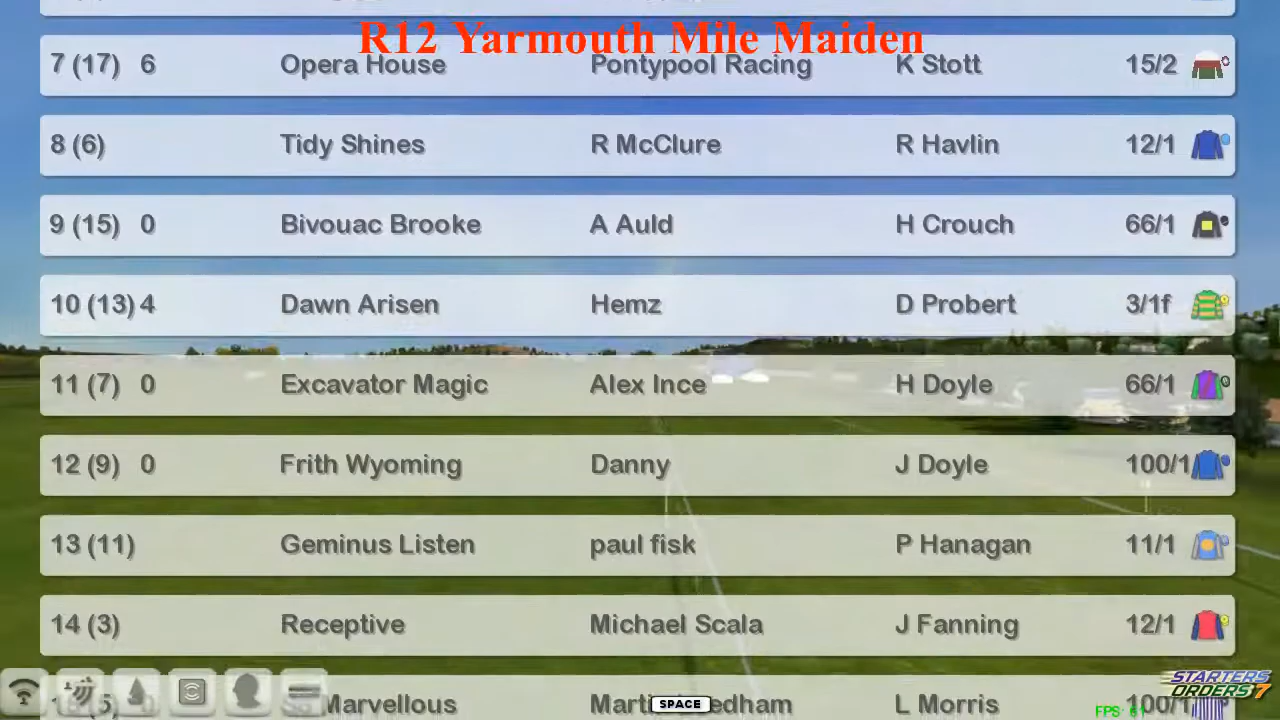 R12 Yarmouth Mile Maiden
7 (17) 6 Opera House Pontypool Racing K Stott 15/2
8 (6) Tidy Shines R McClure R Havlin 12/1
9 (15) 0 Bivouac Brooke A Auld H Crouch 66/1
10 (13) 4 Dawn Arisen Hemz D Probert 3/1f
11 (7) 0 Excavator Magic Alex Ince H Doyle 66/1
12 (9) 0 Frith Wyoming Danny J Doyle 100/1
13 (11) Geminus Listen paul fisk P Hanagan 11/1
14 (3) Receptive Michael Scala J Fanning 12/1
Marvellous L Morris 100/1
SPACE
FPS: 61
STARTERS
ORDERS 7